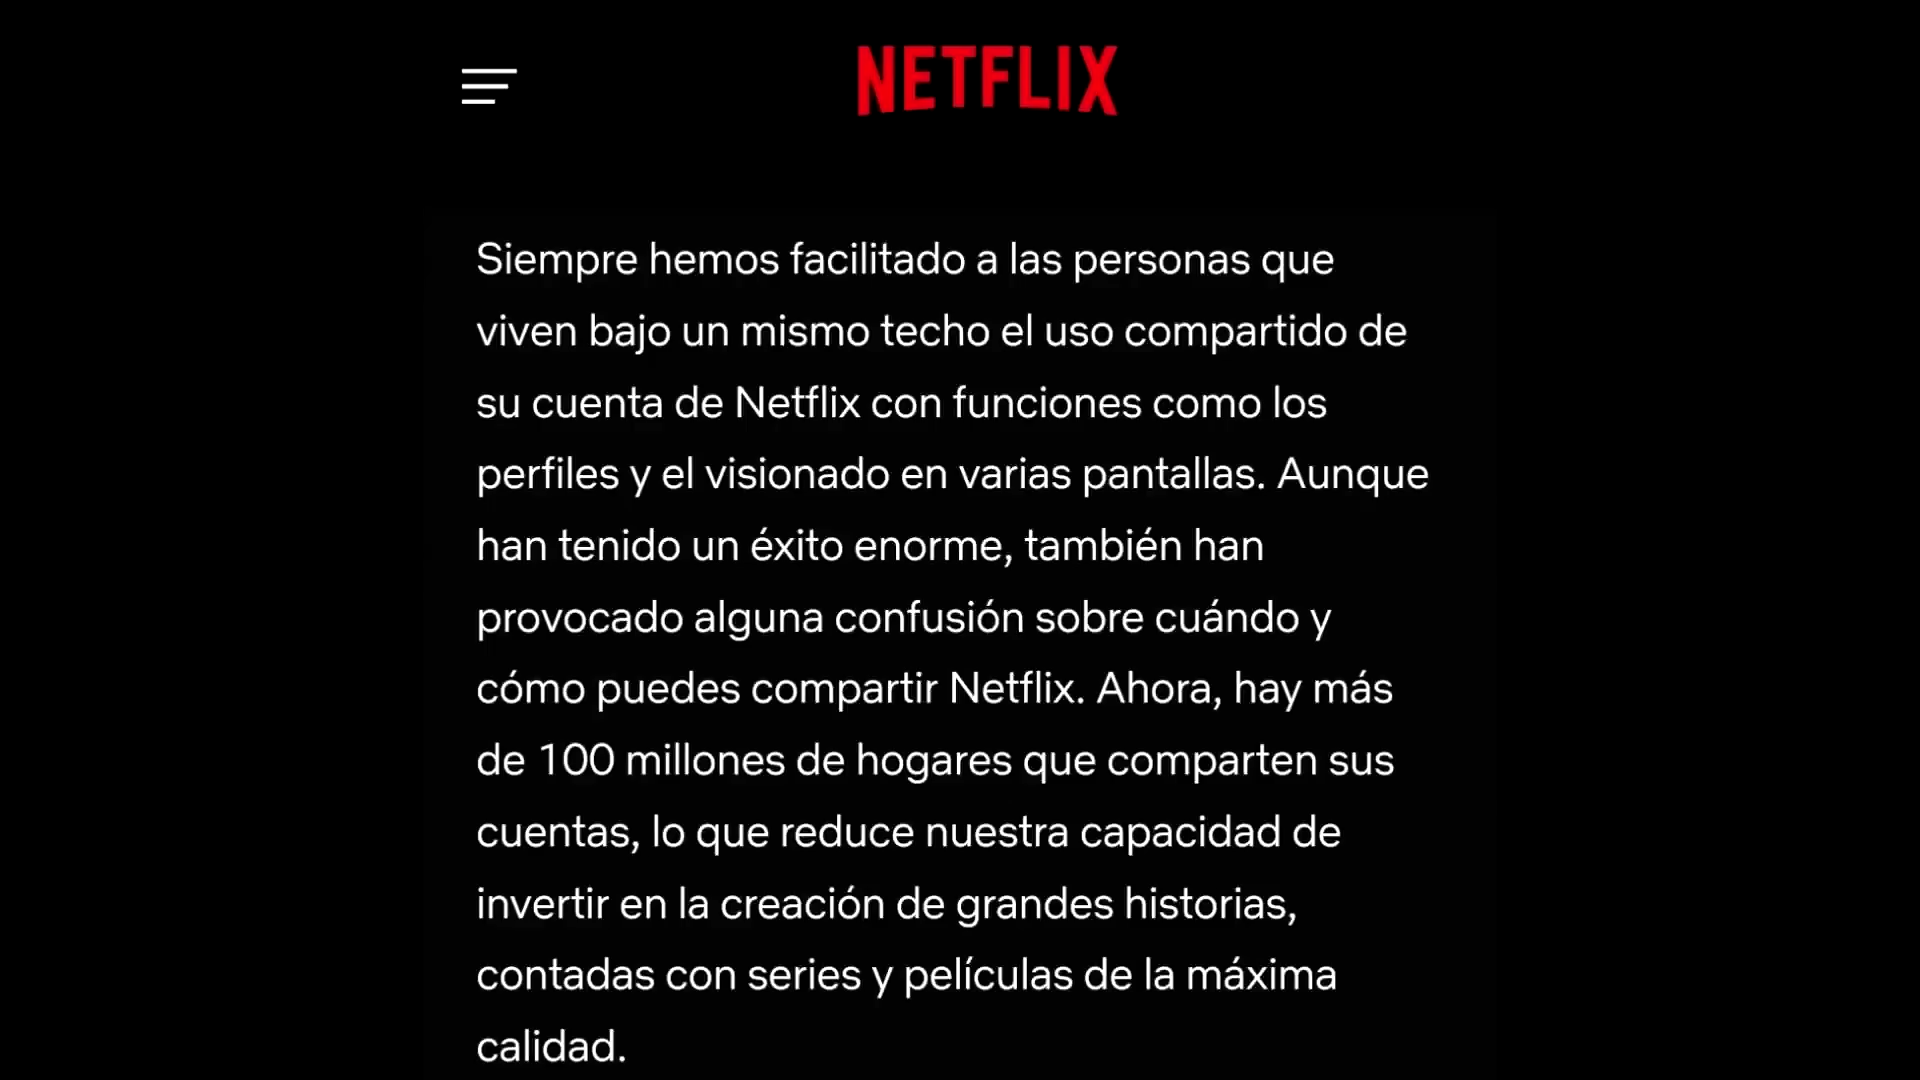 NETFLIX
Siempre hemos facilitado a las personas que
viven bajo un mismo techo el uso compartido de
su cuenta de Netflix con funciones como los
perfiles y el visionado en varias pantallas. Aunque
han tenido un éxito enorme, también han
provocado alguna confusión sobre cuándo y
cómo puedes compartir Netflix. Ahora, hay más
de 100 millones de hogares que comparten sus
cuentas, lo que reduce nuestra capacidad de
invertir en la creación de grandes historias,
contadas con series y películas de la máxima
calidad.